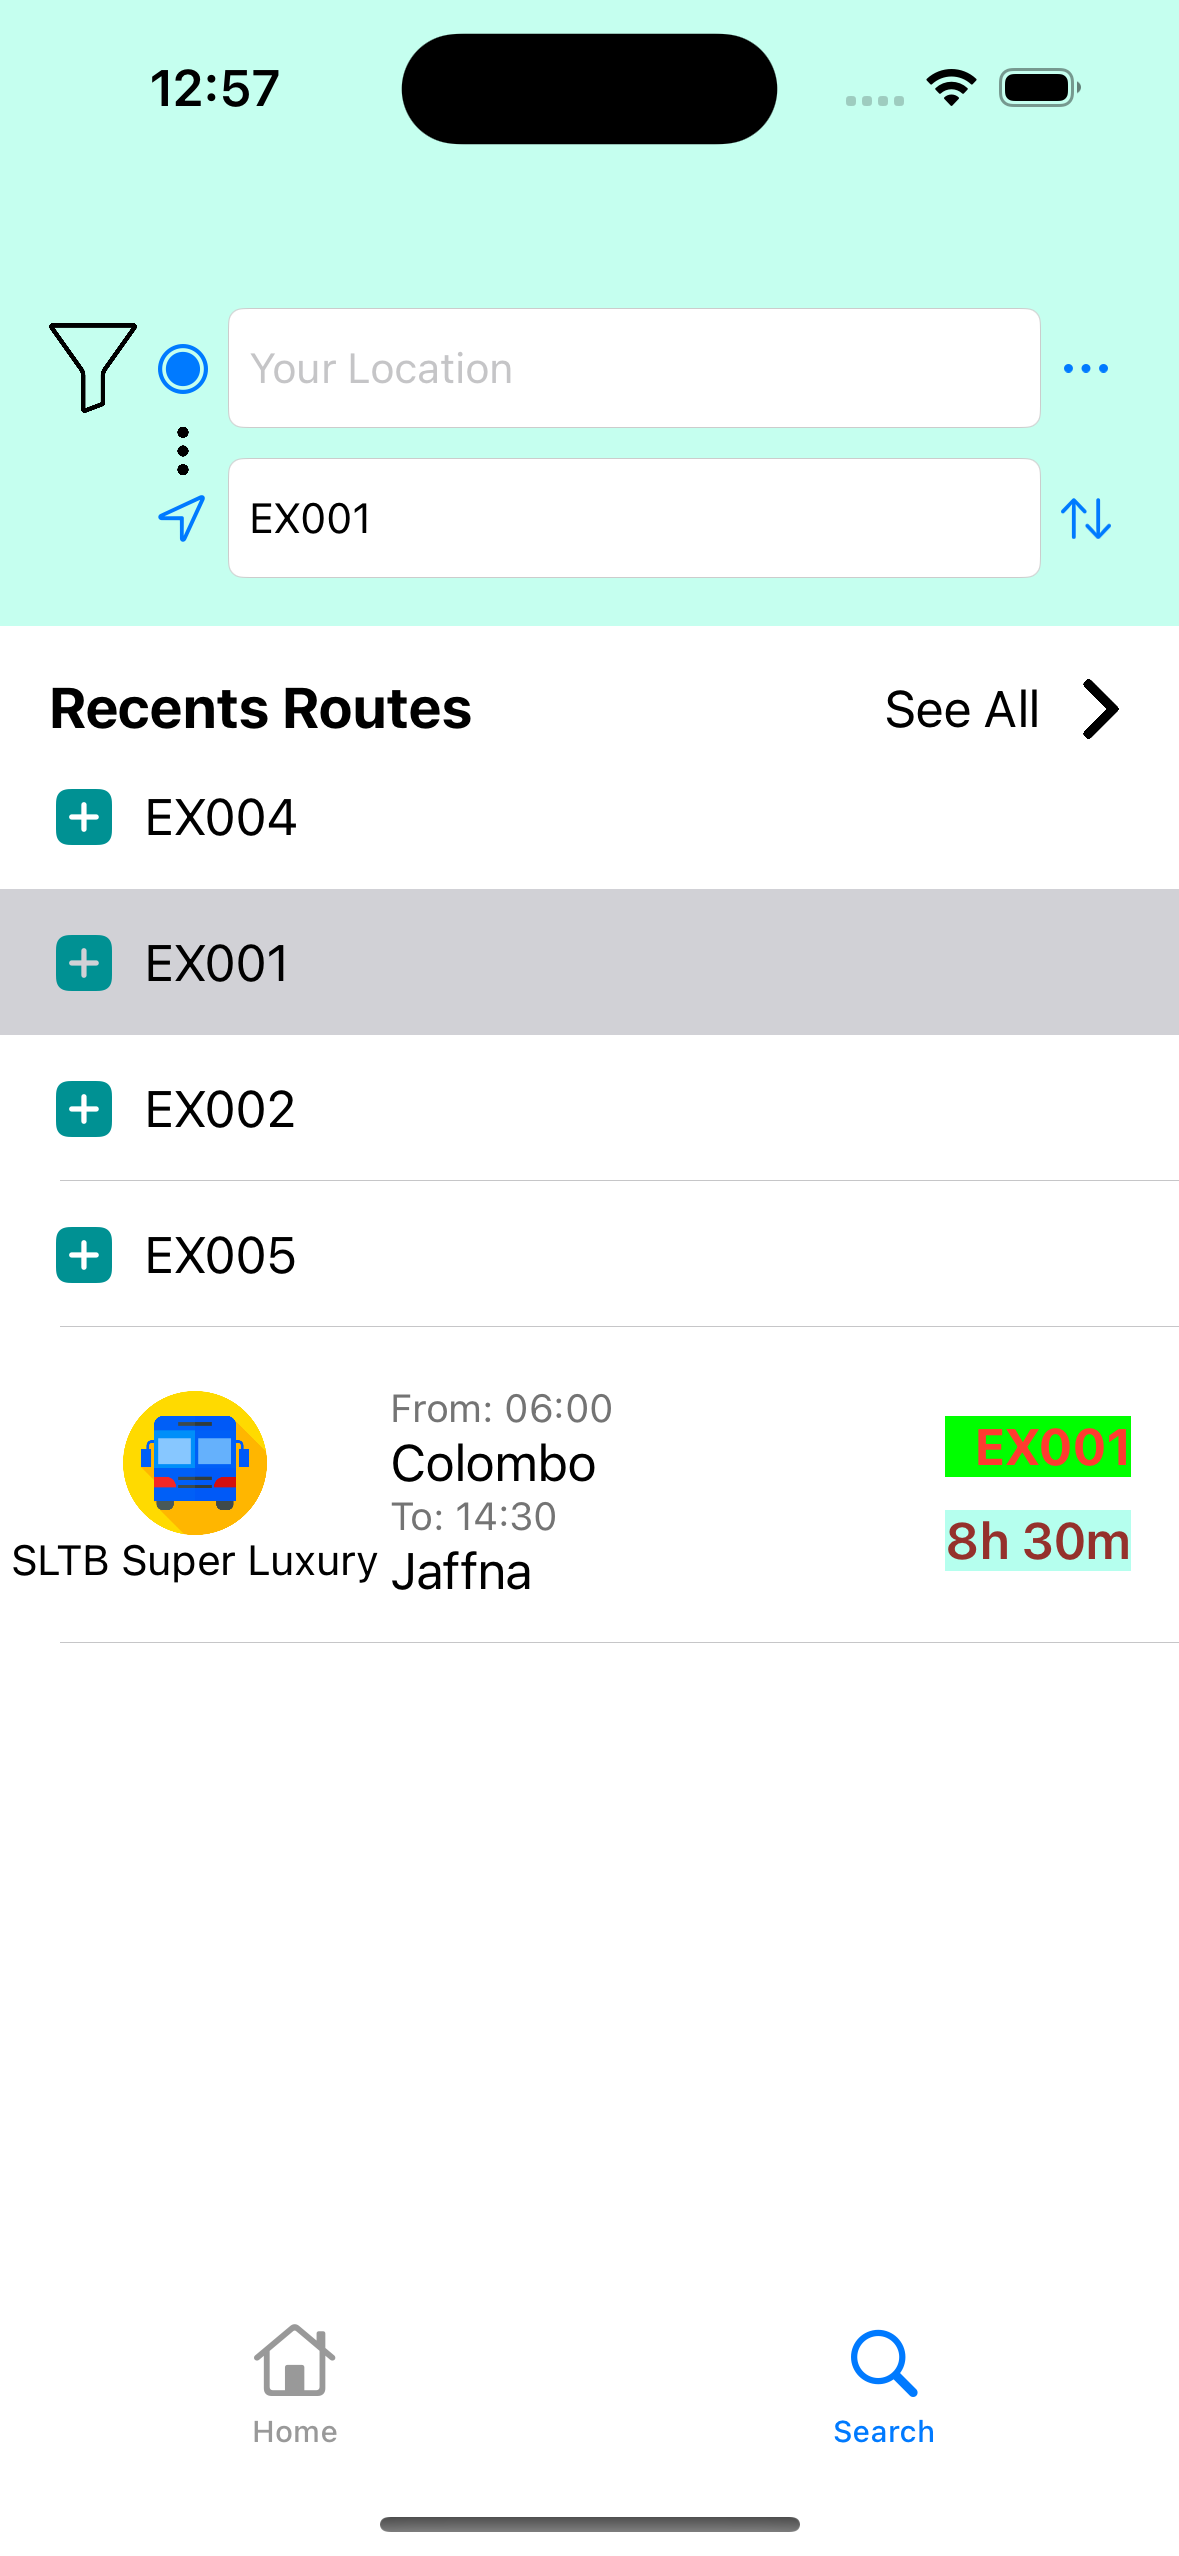 12:57
Your Location
EX001
Recents Routes
See All
EX004
EX001
EX002
EX005
From: 06:00
Colombo
To: 14:30
Jaffna
SLTB Super Luxury
EX001
8h 30m
Home
Search